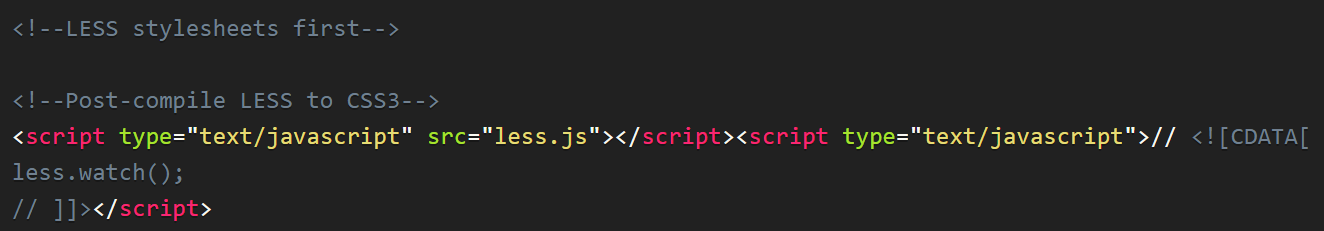 <!--LESS stylesheets first-->
<!--Post-compile LESS to CSS3-->
<script type="text/javascript" src="less.js"></script><script type="text/javascript">// <![CDATA[
less.watch();
// ]]></script>